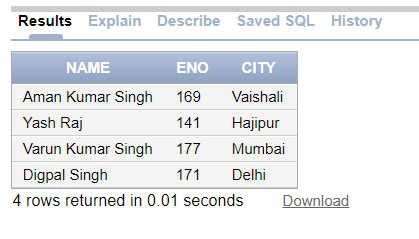 Results Explain Describe Saved SQL History
NAME ENO CITY
Aman Kumar Singh 169 Vaishali
Yash Raj 141 Hajipur
Varun Kumar Singh 177 Mumbai
Digpal Singh 171 Delhi
4 rows returned in 0.01 seconds Download